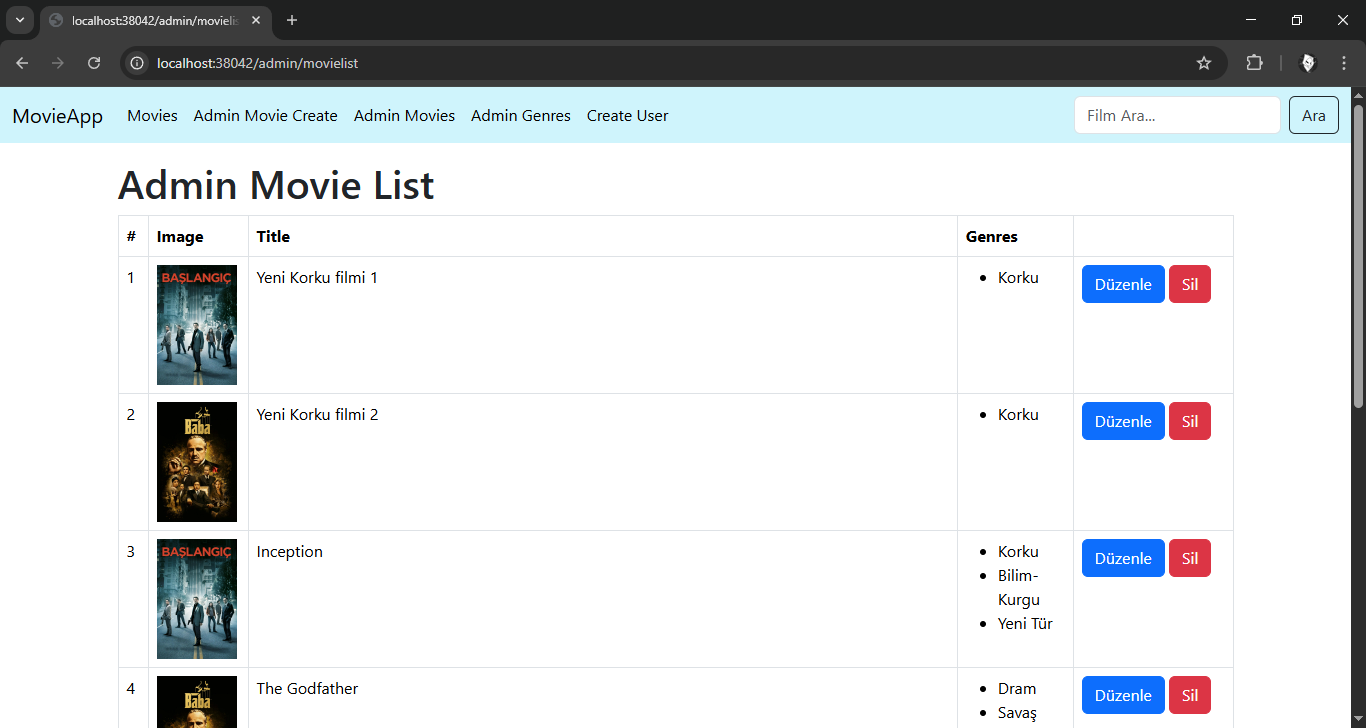 localhost:38042/admin/movielis
localhost:38042/admin/movielist
MovieApp Movies Admin Movie Create Admin Movies Admin Genres Create User Film Ara... Ara
Admin Movie List
# Image Title Genres
1 BAŞLANGIÇ Yeni Korku filmi 1 Korku Düzenle Sil
2 Baba Yeni Korku filmi 2 Korku Düzenle Sil
3 BAŞLANGIÇ Inception Korku Düzenle Sil
Bilim-
Kurgu
Yeni Tür
4 Baba The Godfather Dram Düzenle Sil
Savaş